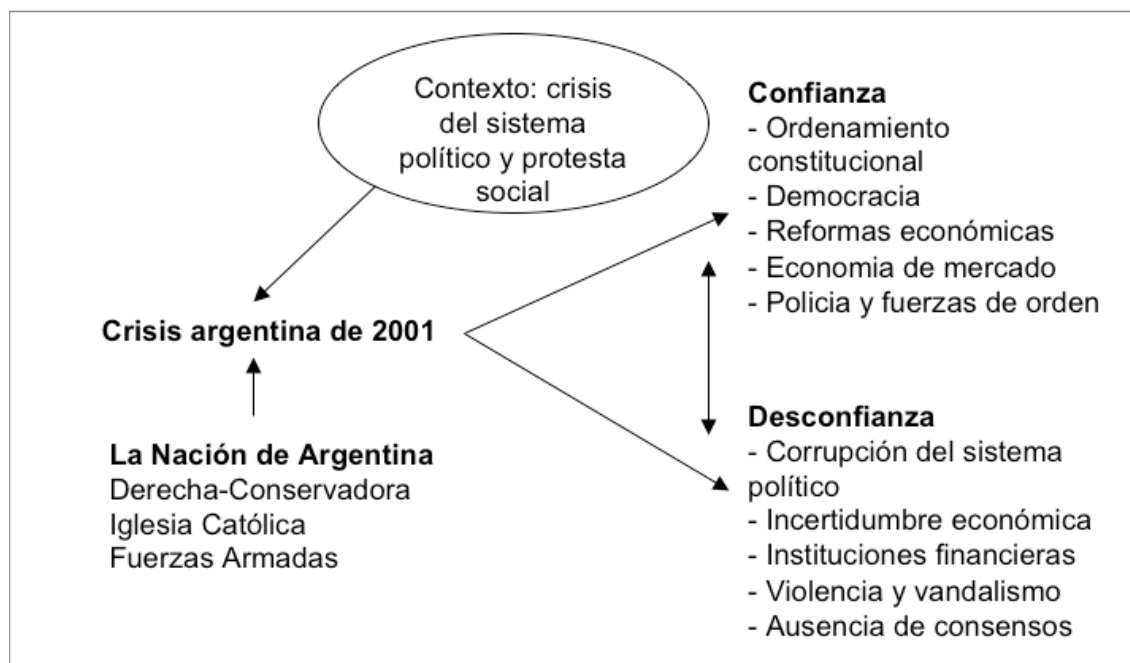 Contexto: crisis
del sistema
político y protesta
social
Confianza
- Ordenamiento
constitucional
- Democracia
- Reformas económicas
- Economia de mercado
- Policia y fuerzas de orden
Crisis argentina de 2001
La Nación de Argentina
Derecha-Conservadora
Iglesia Católica
Fuerzas Armadas
Desconfianza
- Corrupción del sistema
político
- Incertidumbre económica
- Instituciones financieras
- Violencia y vandalismo
- Ausencia de consensos